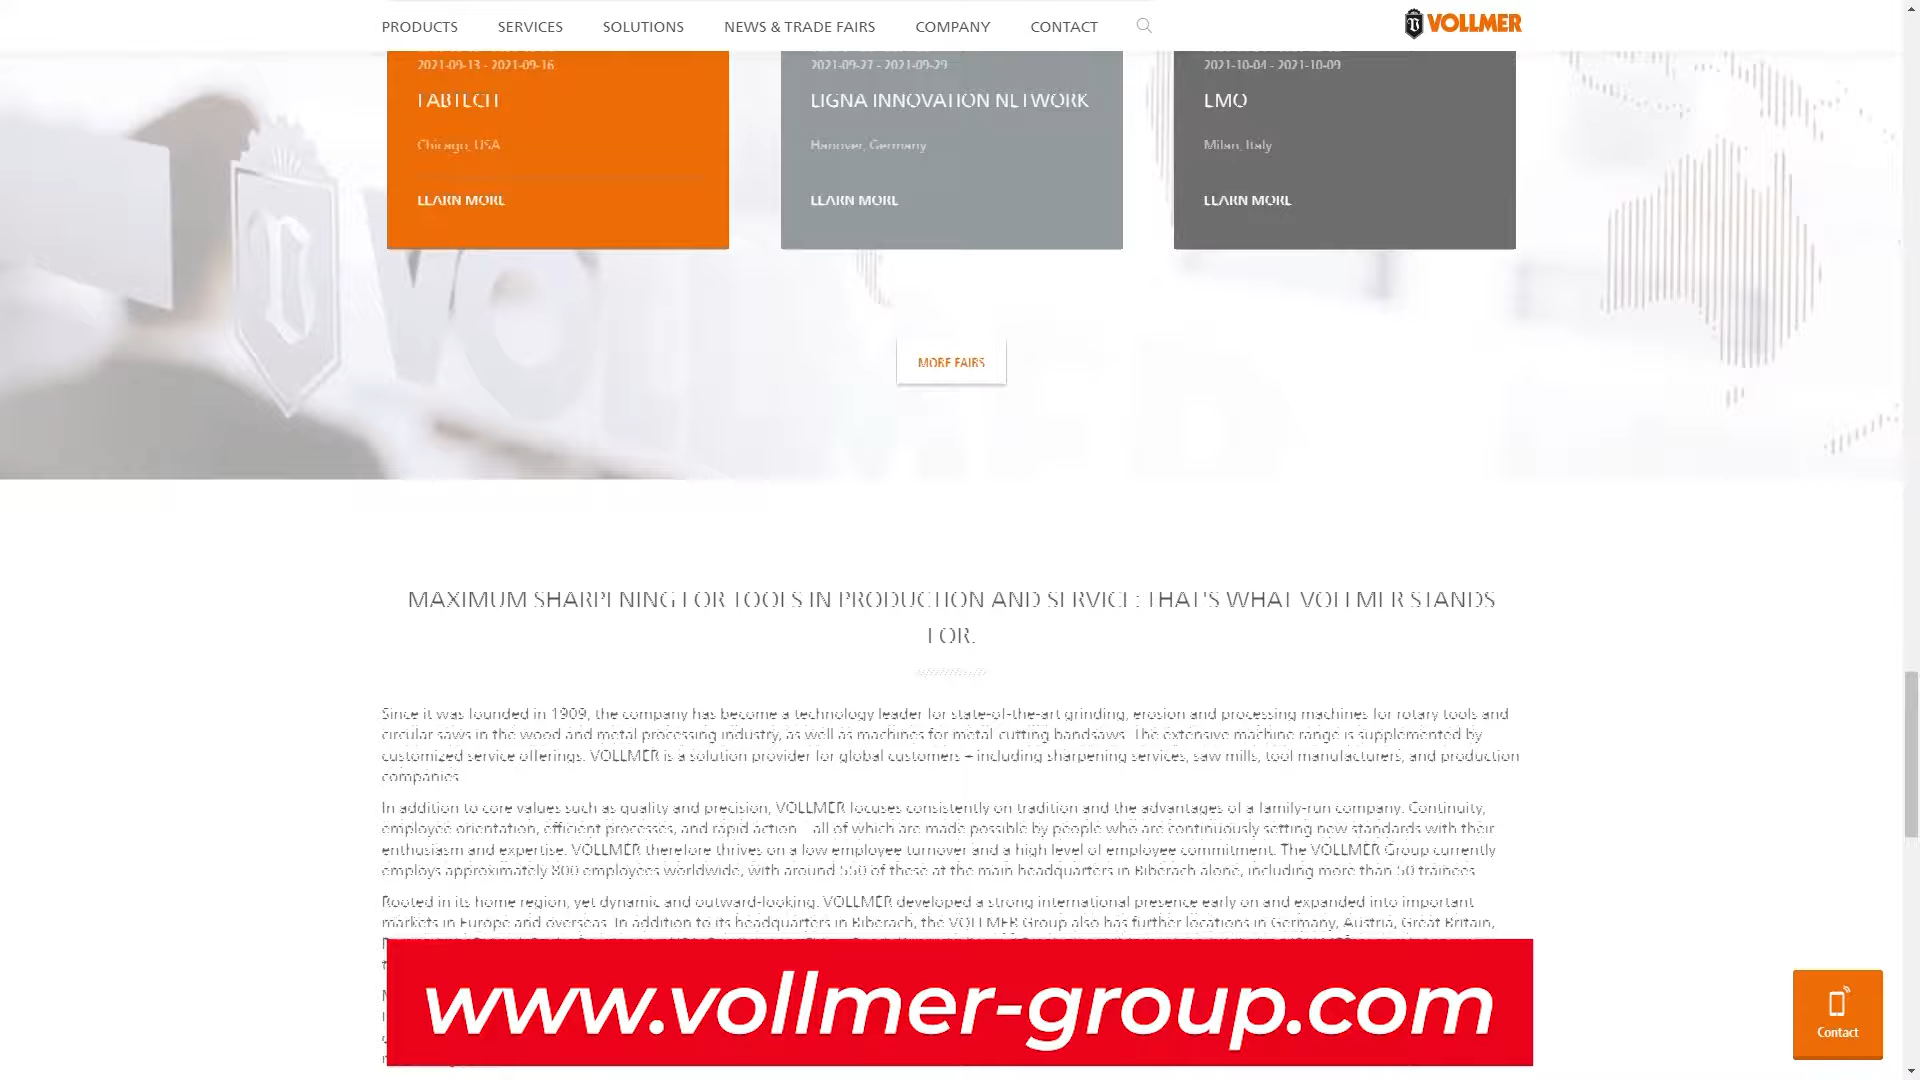 PRODUCTS SERVICES SOLUTIONS NEWS & TRADE FAIRS COMPANY CONTACT VOLLMER
2021-09-13 - 2021-09-16
2021-09-27 - 2021-09-29
2021-10-04 - 2021-10-09
FABTECH
LIGNA INNOVATION NETWORK
EMO
Chicago, USA
Hanover, Germany
Milan, Italy
LEARN MORE
LEARN MORE
LEARN MORE
MORE FAIRS
MAXIMUM SHARPENING FOR TOOLS IN PRODUCTION AND SERVICE: THAT'S WHAT VOLLMER STANDS
FOR.
Since it was founded in 1909, the company has become a technology leader for state-of-the-art grinding, erosion and processing machines for rotary tools and
circular saws in the wood and metal processing industry, as well as machines for metal-cutting bandsaws. The extensive machine range is supplemented by
customized service offerings. VOLLMER is a solution provider for global customers – including sharpening services, saw mills, tool manufacturers, and production
companies.
In addition to core values such as quality and precision, VOLLMER focuses consistently on tradition and the advantages of a family-run company. Continuity,
employee orientation, efficient processes, and rapid action – all of which are made possible by people who are continuously setting new standards with their
enthusiasm and expertise. VOLLMER therefore thrives on a low employee turnover and a high level of employee commitment. The VOLLMER Group currently
employs approximately 800 employees worldwide, with around 550 of these at the main headquarters in Biberach alone, including more than 50 trainees.
Rooted in its home region, yet dynamic and outward-looking. VOLLMER developed a strong international presence early on and expanded into important
markets in Europe and overseas. In addition to its headquarters in Biberach, the VOLLMER Group also has further locations in Germany, Austria, Great Britain,
www.vollmer-group.com
Contact